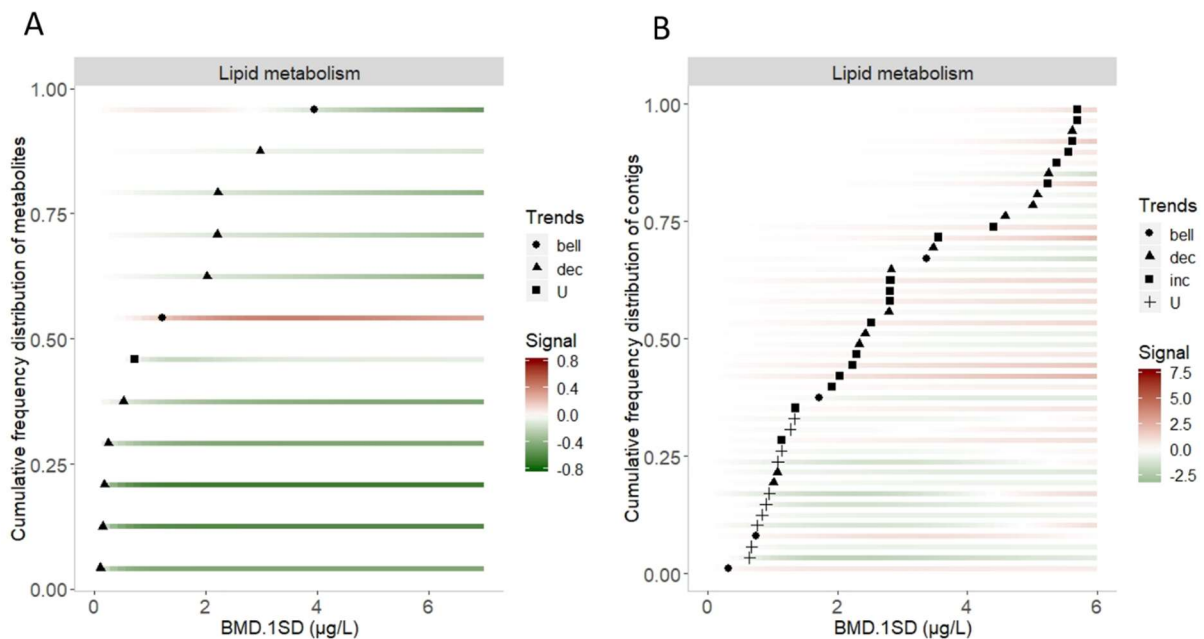 A
Lipid metabolism
Cumulative frequency distribution of metabolites
1.00
0.75
0.50
0.25
0.00
0
2
4
6
BMD.1SD (µg/L)
Trends
bell
dec
U
Signal
0.8
0.4
0.0
-0.4
-0.8
B
Lipid metabolism
Cumulative frequency distribution of contigs
1.00
0.75
0.50
0.25
0.00
0
2
4
6
BMD.1SD (µg/L)
Trends
bell
dec
inc
U
Signal
7.5
5.0
2.5
0.0
-2.5